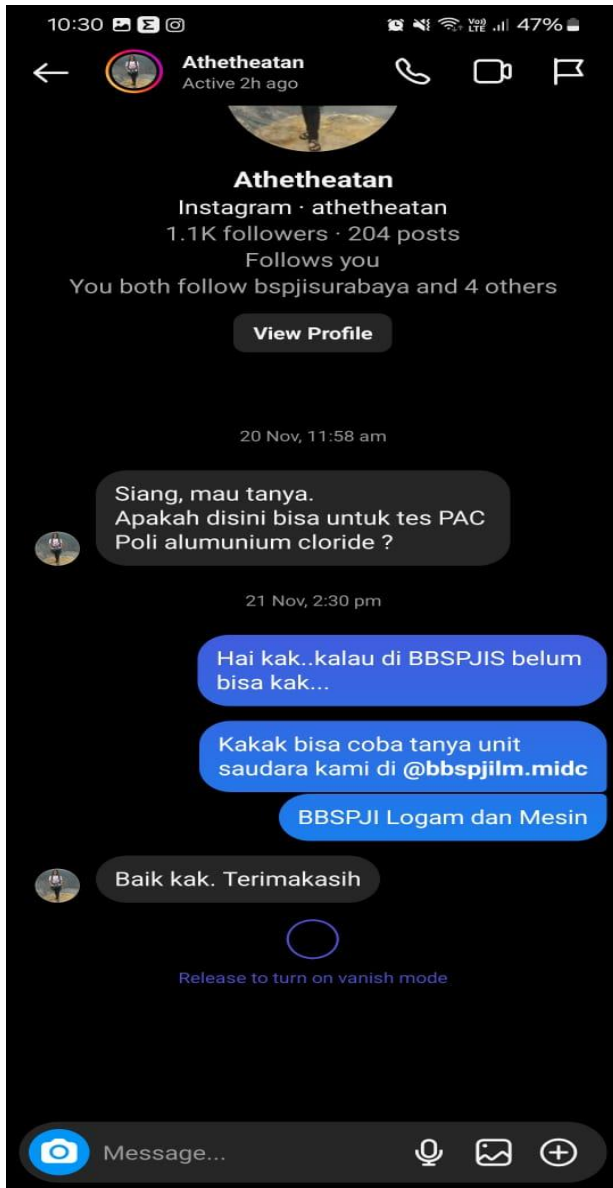 10:30
Vo))
LTE
47%
Athetheatan
Active 2h ago
Athetheatan
Instagram · athetheatan
1.1K followers · 204 posts
Follows you
You both follow bspjisurabaya and 4 others
View Profile
20 Nov, 11:58 am
Siang, mau tanya.
Apakah disini bisa untuk tes PAC
Poli alumunium cloride ?
21 Nov, 2:30 pm
Hai kak..kalau di BBSPJIS belum
bisa kak...
Kakak bisa coba tanya unit
saudara kami di @bbspjilm.midc
BBSPJI Logam dan Mesin
Baik kak. Terimakasih
Release to turn on vanish mode
Message...